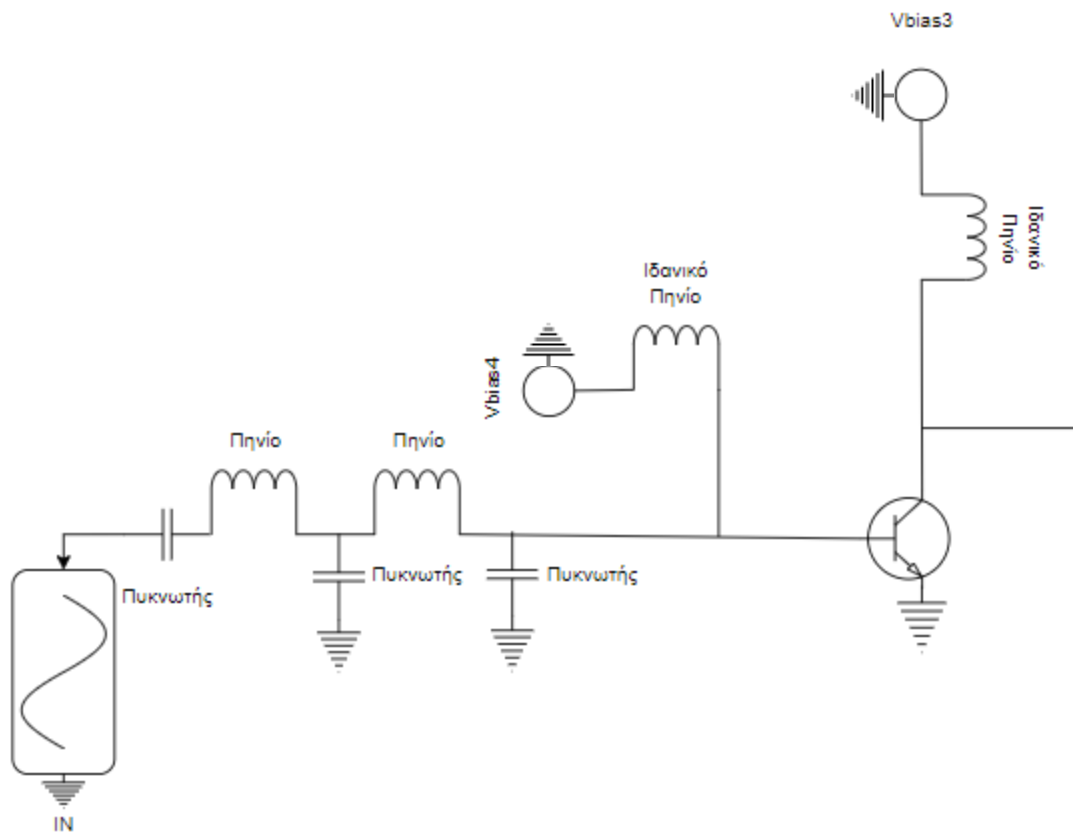 Vbias3
Ιδανικό
Πηνίο
Ιδανικό
Πηνίο
Vbias4
Πηνίο
Πηνίο
Πυκνωτής
Πυκνωτής
Πυκνωτής
IN